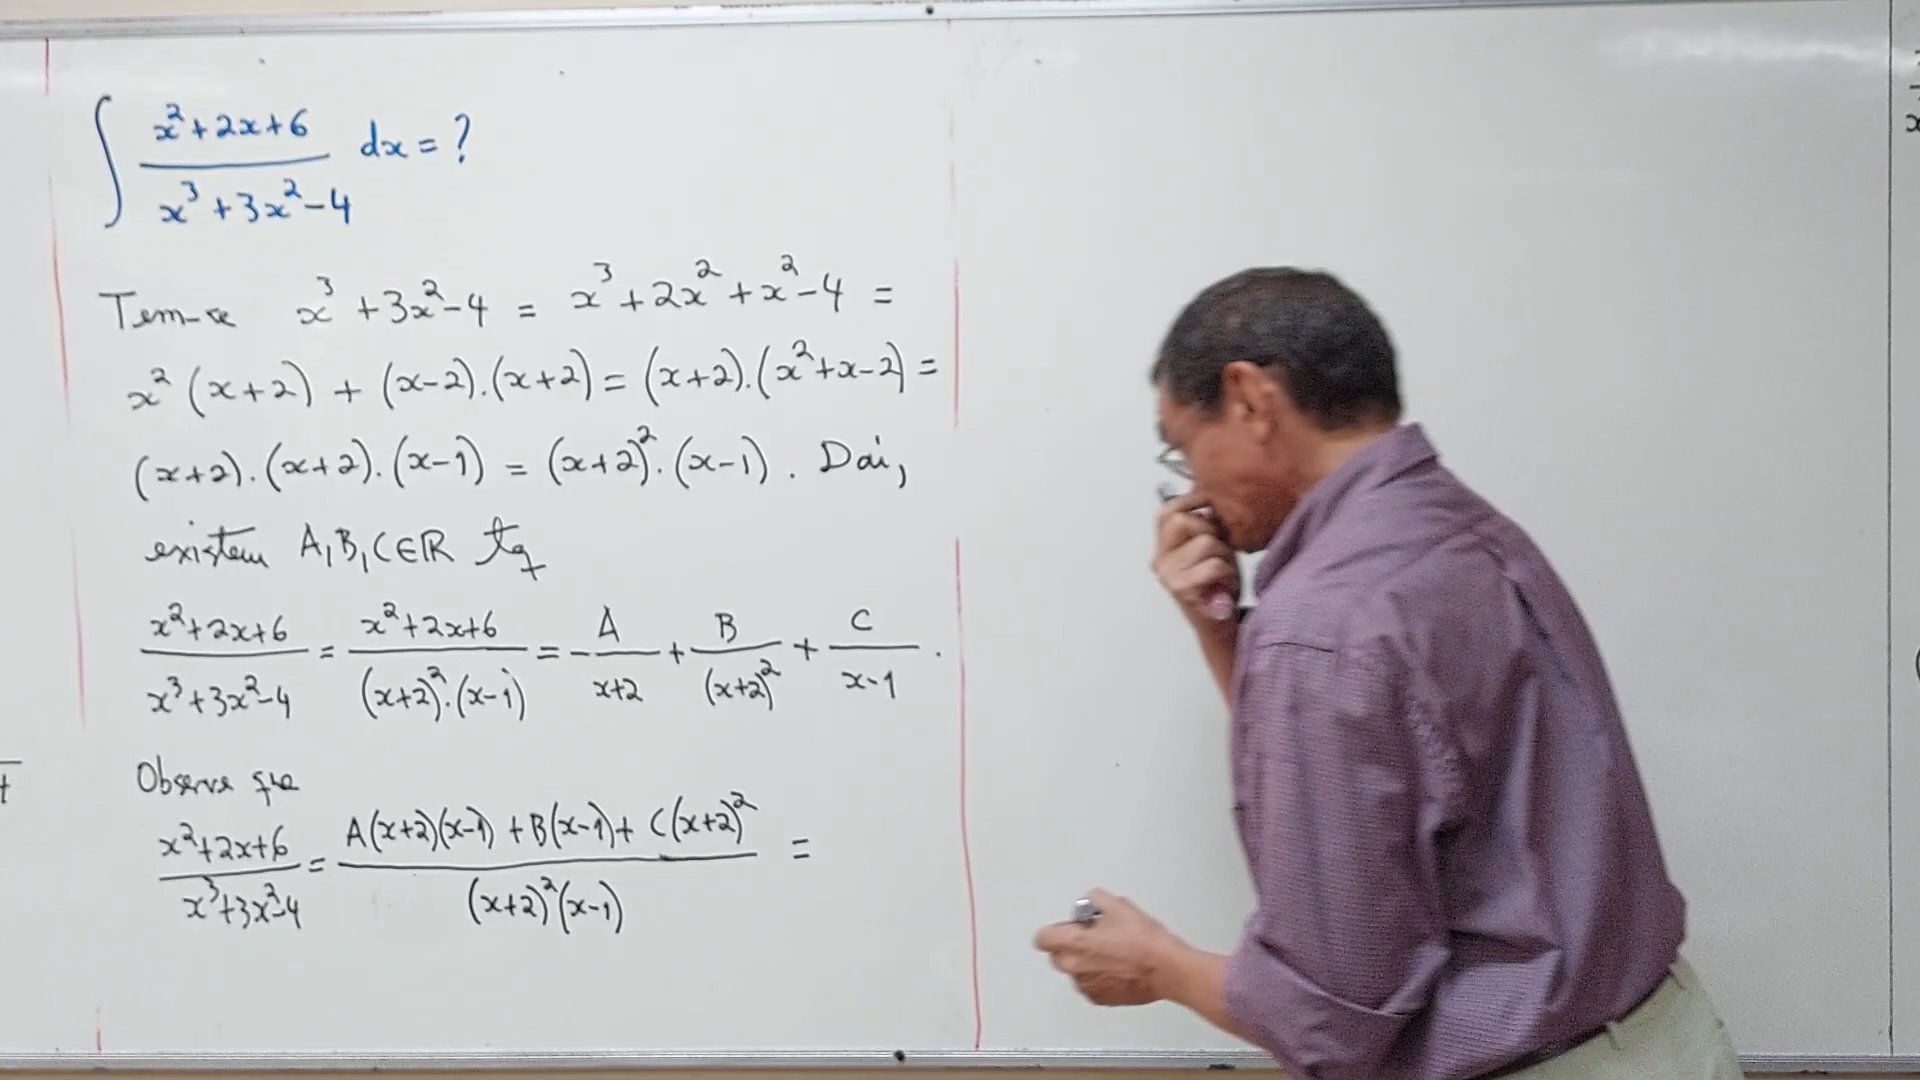 ∫ (x²+2x+6)/(x³+3x²-4) dx = ?
Tem-se x³+3x²-4 = x³+2x²+x²-4 =
x²(x+2) + (x-2).(x+2) = (x+2).(x²+x-2) =
(x+2).(x+2).(x-1) = (x+2)².(x-1). Daí,
existem A,B,C∈ℝ tq
(x²+2x+6)/(x³+3x²-4) = (x²+2x+6)/((x+2)².(x-1)) = A/(x+2) + B/(x+2)² + C/(x-1).
Observe que
(x²+2x+6)/(x³+3x²-4) = (A(x+2)(x-1)+B(x-1)+C(x+2)²)/((x+2)²(x-1)) =